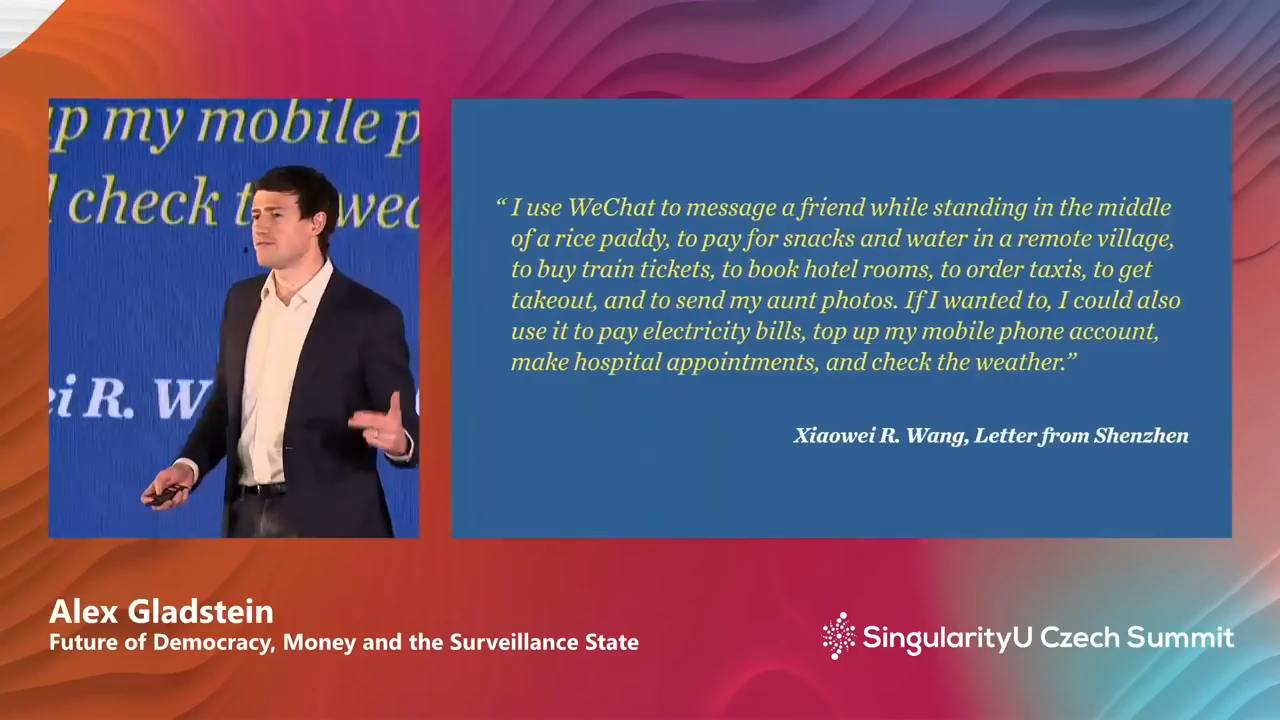 up my mobile p
check t wea
ei R. W
“ I use WeChat to message a friend while standing in the middle
of a rice paddy, to pay for snacks and water in a remote village,
to buy train tickets, to book hotel rooms, to order taxis, to get
takeout, and to send my aunt photos. If I wanted to, I could also
use it to pay electricity bills, top up my mobile phone account,
make hospital appointments, and check the weather.”
Xiaowei R. Wang, Letter from Shenzhen
Alex Gladstein
Future of Democracy, Money and the Surveillance State
SingularityU Czech Summit